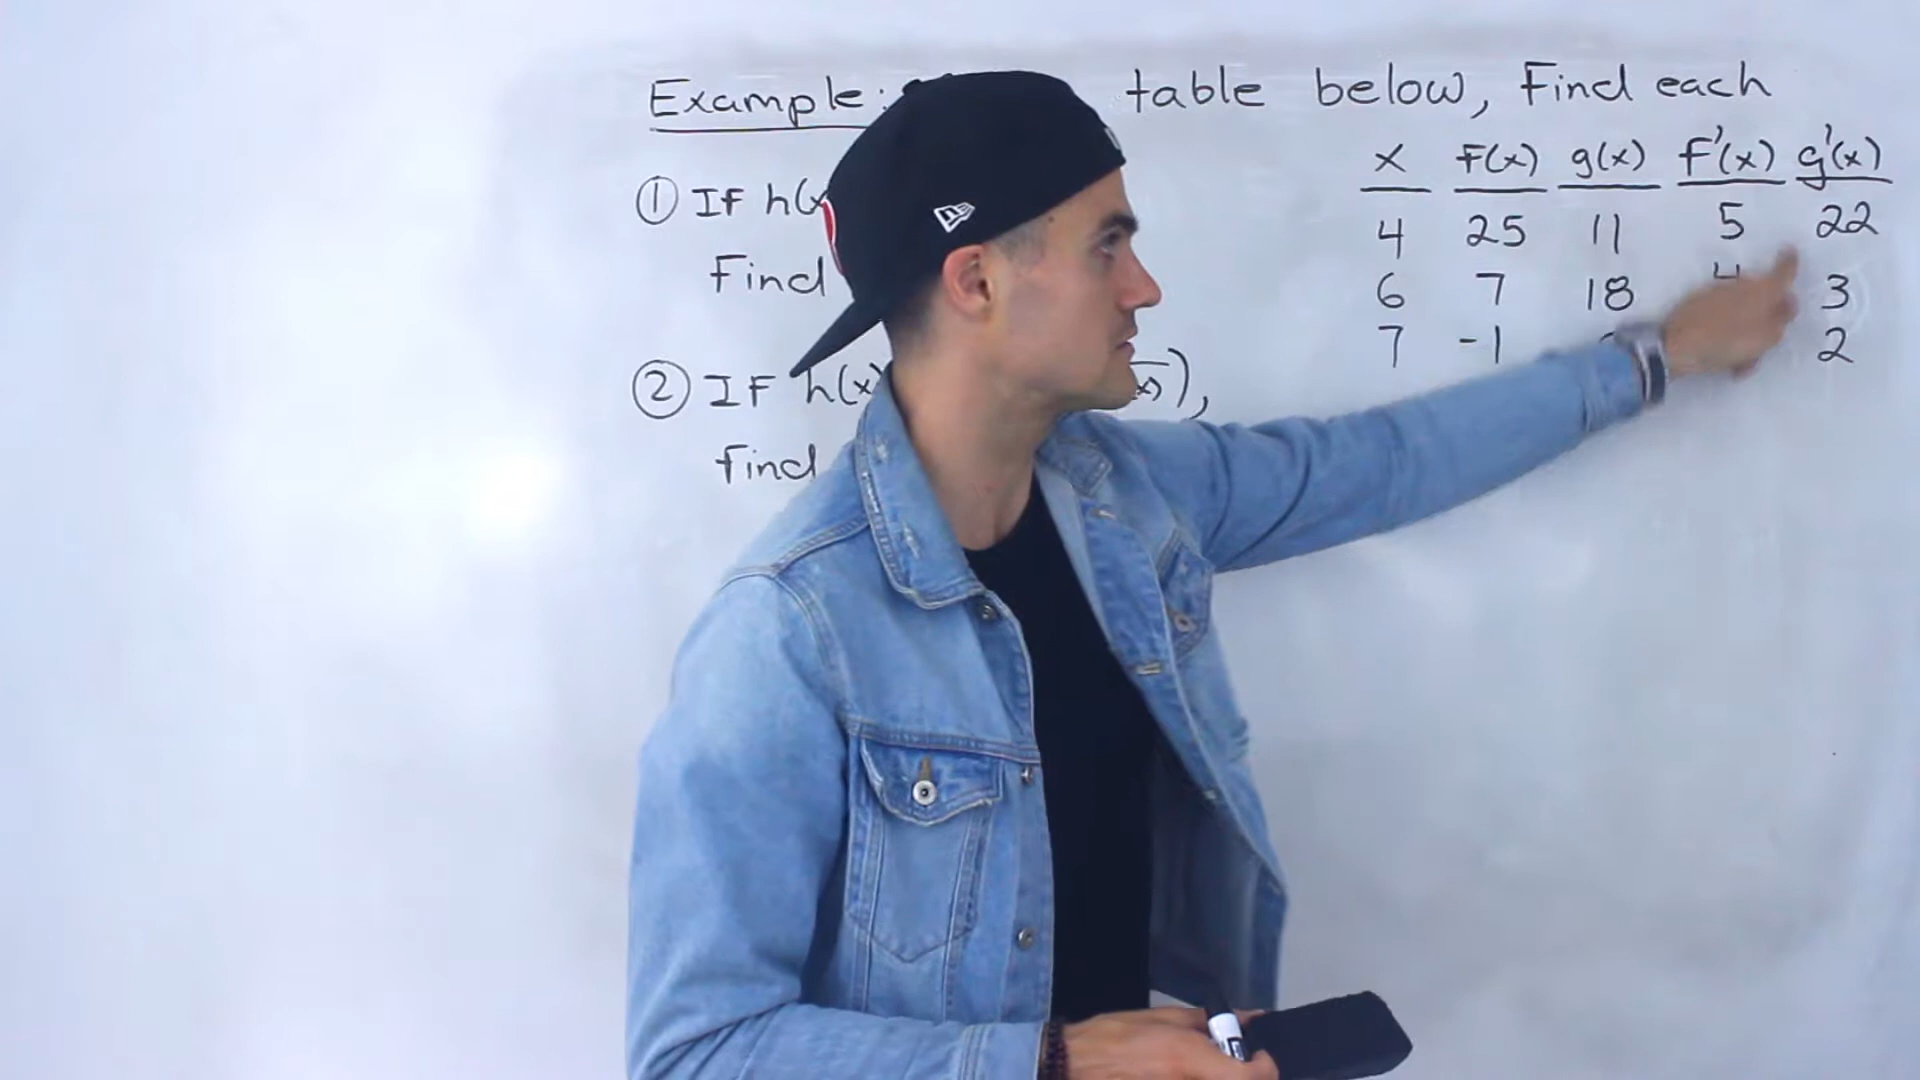 Example: table below, Find each
x f(x) g(x) f'(x) g'(x)
4 25 11 5 22
6 7 18 4 3
7 -1 2
① If h(x
Find
② If h(x) (x)),
find